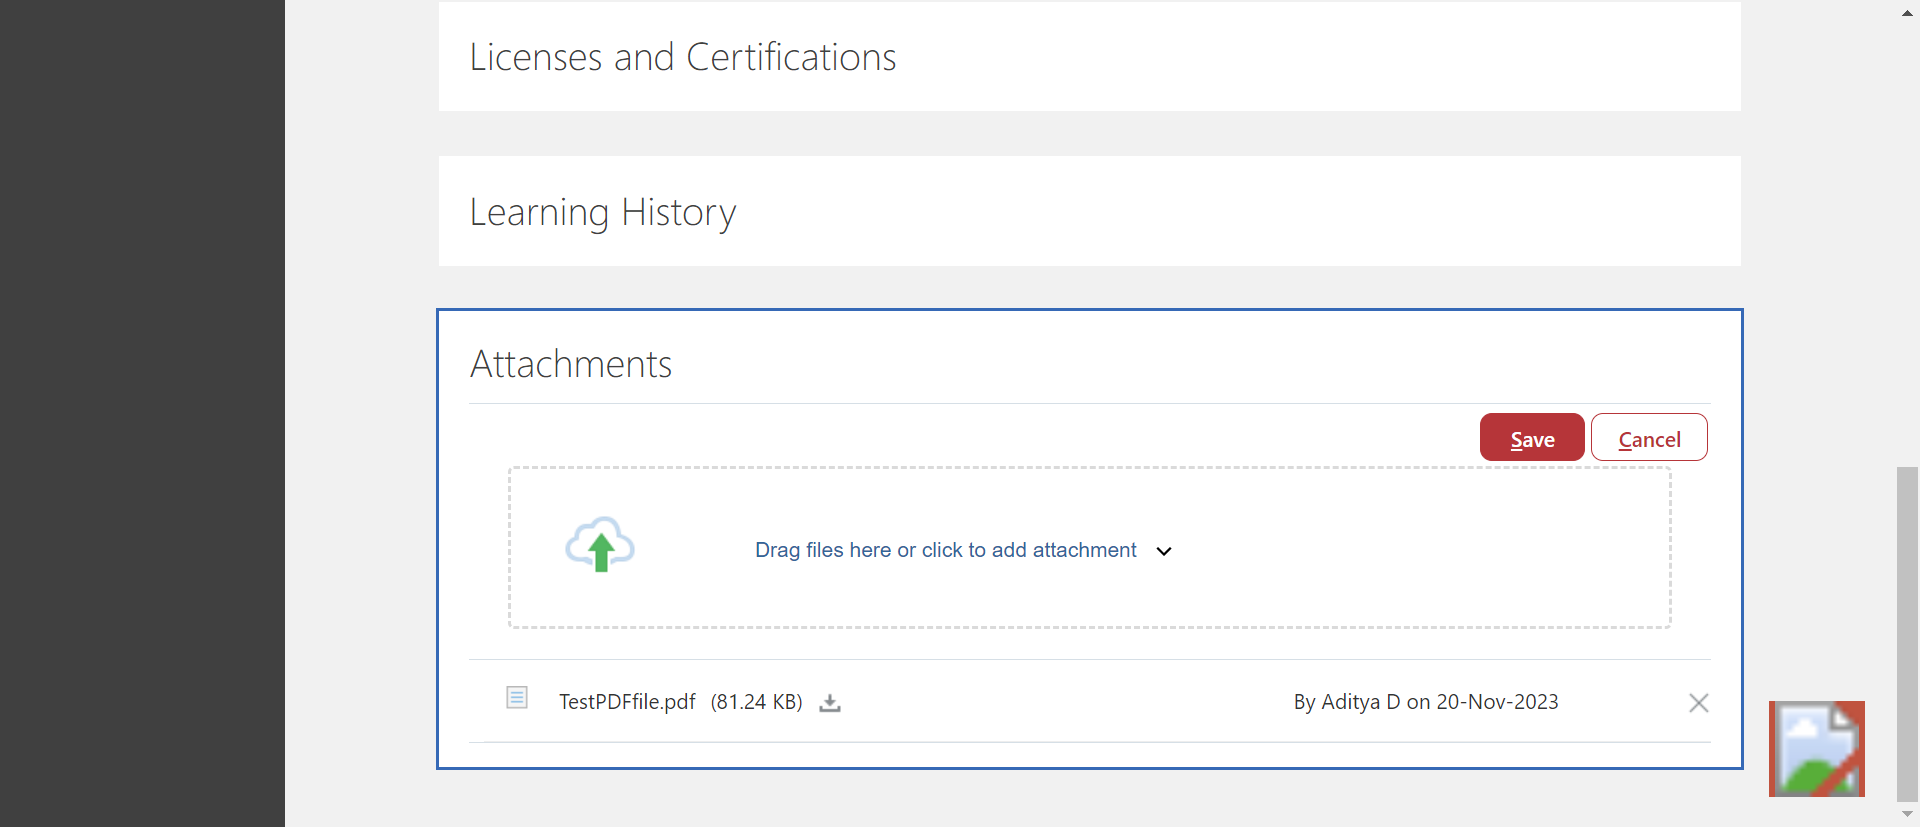 Licenses and Certifications
Learning History
Attachments
Save Cancel
Drag files here or click to add attachment
TestPDFfile.pdf (81.24 KB) By Aditya D on 20-Nov-2023